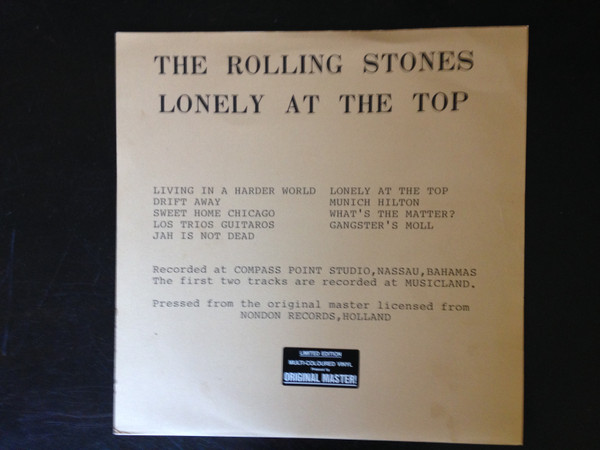 THE ROLLING STONES
LONELY AT THE TOP
LIVING IN A HARDER WORLD
DRIFT AWAY
SWEET HOME CHICAGO
LOS TRIOS GUITAROS
JAH IS NOT DEAD
LONELY AT THE TOP
MUNICH HILTON
WHAT'S THE MATTER?
GANGSTER'S MOLL
Recorded at COMPASS POINT STUDIO,NASSAU,BAHAMAS
The first two tracks are recorded at MUSICLAND.
Pressed from the original master licensed from
NONDON RECORDS,HOLLAND
LIMITED EDITION
MULTI-COLOURED VINYL
ORIGINAL MASTER!